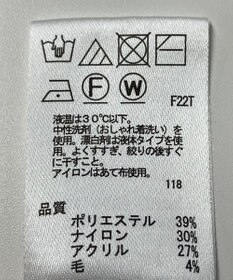 F W F22T
液温は30℃以下。
中性洗剤(おしゃれ着洗い)を
使用。漂白剤は液体タイプを使
用。よくすすぎ、絞りの後すぐ
に干すこと。
アイロンはあて布使用。
118
品質
ポリエステル 39%
ナイロン 30%
アクリル 27%
毛 4%